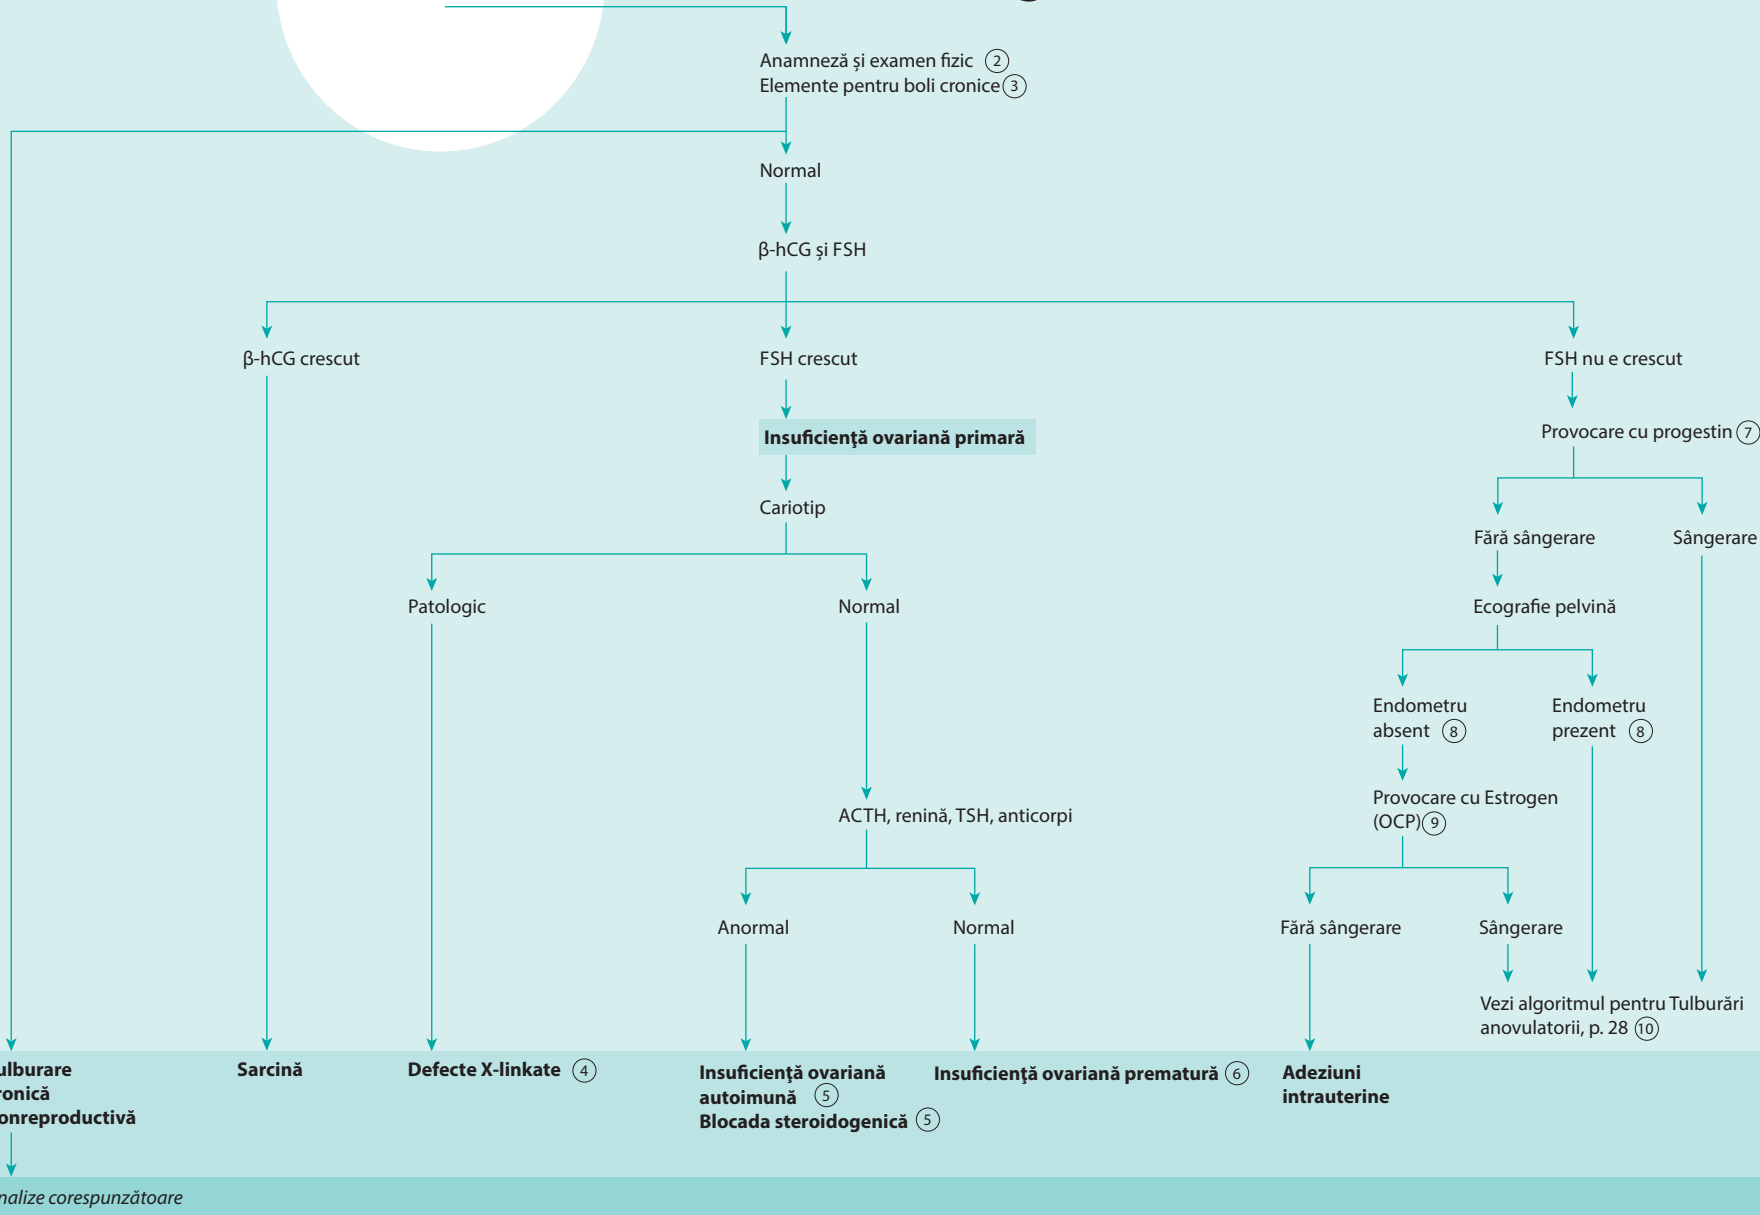 Anamneză și examen fizic 2
Elemente pentru boli cronice 3
Normal
β-hCG și FSH
β-hCG crescut
FSH crescut
FSH nu e crescut
Insuficienţă ovariană primară
Provocare cu progestin 7
Cariotip
Fără sângerare
Sângerare
Patologic
Normal
Ecografie pelvină
Endometru
absent 8
Endometru
prezent 8
ACTH, renină, TSH, anticorpi
Provocare cu Estrogen
(OCP) 9
Anormal
Normal
Fără sângerare
Sângerare
Vezi algoritmul pentru Tulburări
anovulatorii, p. 28 10
ulburare
ronică
onreproductivă
Sarcină
Defecte X-linkate 4
Insuficienţă ovariană
autoimună 5
Blocada steroidogenică 5
Insuficienţă ovariană prematură 6
Adeziuni
intrauterine
nalize corespunzătoare